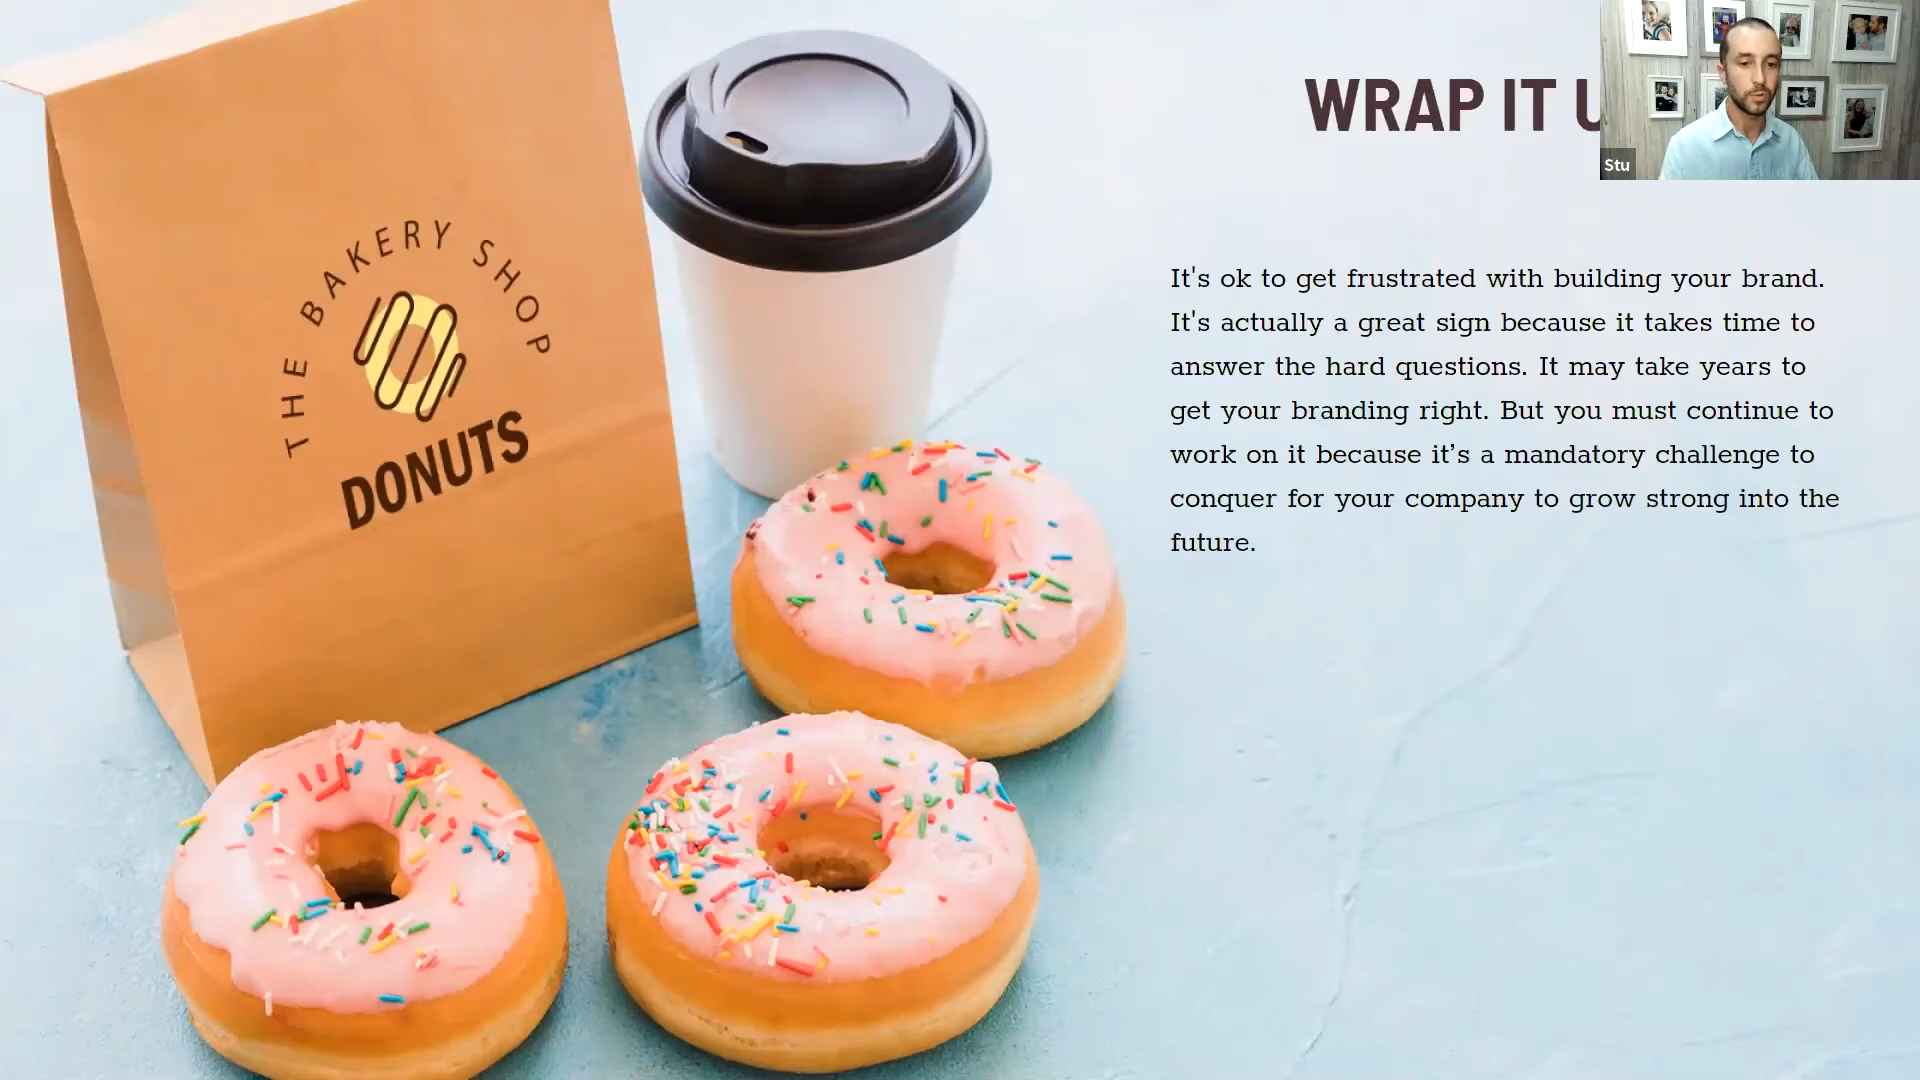 THE BAKERY SHOP
DONUTS
WRAP IT U
Stu
It's ok to get frustrated with building your brand.
It's actually a great sign because it takes time to
answer the hard questions. It may take years to
get your branding right. But you must continue to
work on it because it’s a mandatory challenge to
conquer for your company to grow strong into the
future.